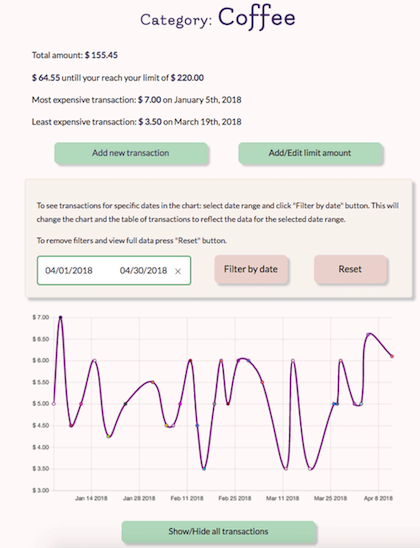 Category: Coffee
Total amount: $ 155.45
$ 64.55 untill your reach your limit of $ 220.00
Most expensive transaction: $ 7.00 on January 5th, 2018
Least expensive transaction: $ 3.50 on March 19th, 2018
Add new transaction Add/Edit limit amount
To see transactions for specific dates in the chart: select date range and click "Filter by date" button. This will
change the chart and the table of transactions to reflect the data for the selected date range.
To remove filters and view full data press "Reset" button.
04/01/2018 04/30/2018 × Filter by date Reset
$ 7.00
$ 6.50
$ 6.00
$ 5.50
$ 5.00
$ 4.50
$ 4.00
$ 3.50
$ 3.00
Jan 14 2018 Jan 28 2018 Feb 11 2018 Feb 25 2018 Mar 11 2018 Mar 25 2018 Apr 8 2018
Show/Hide all transactions